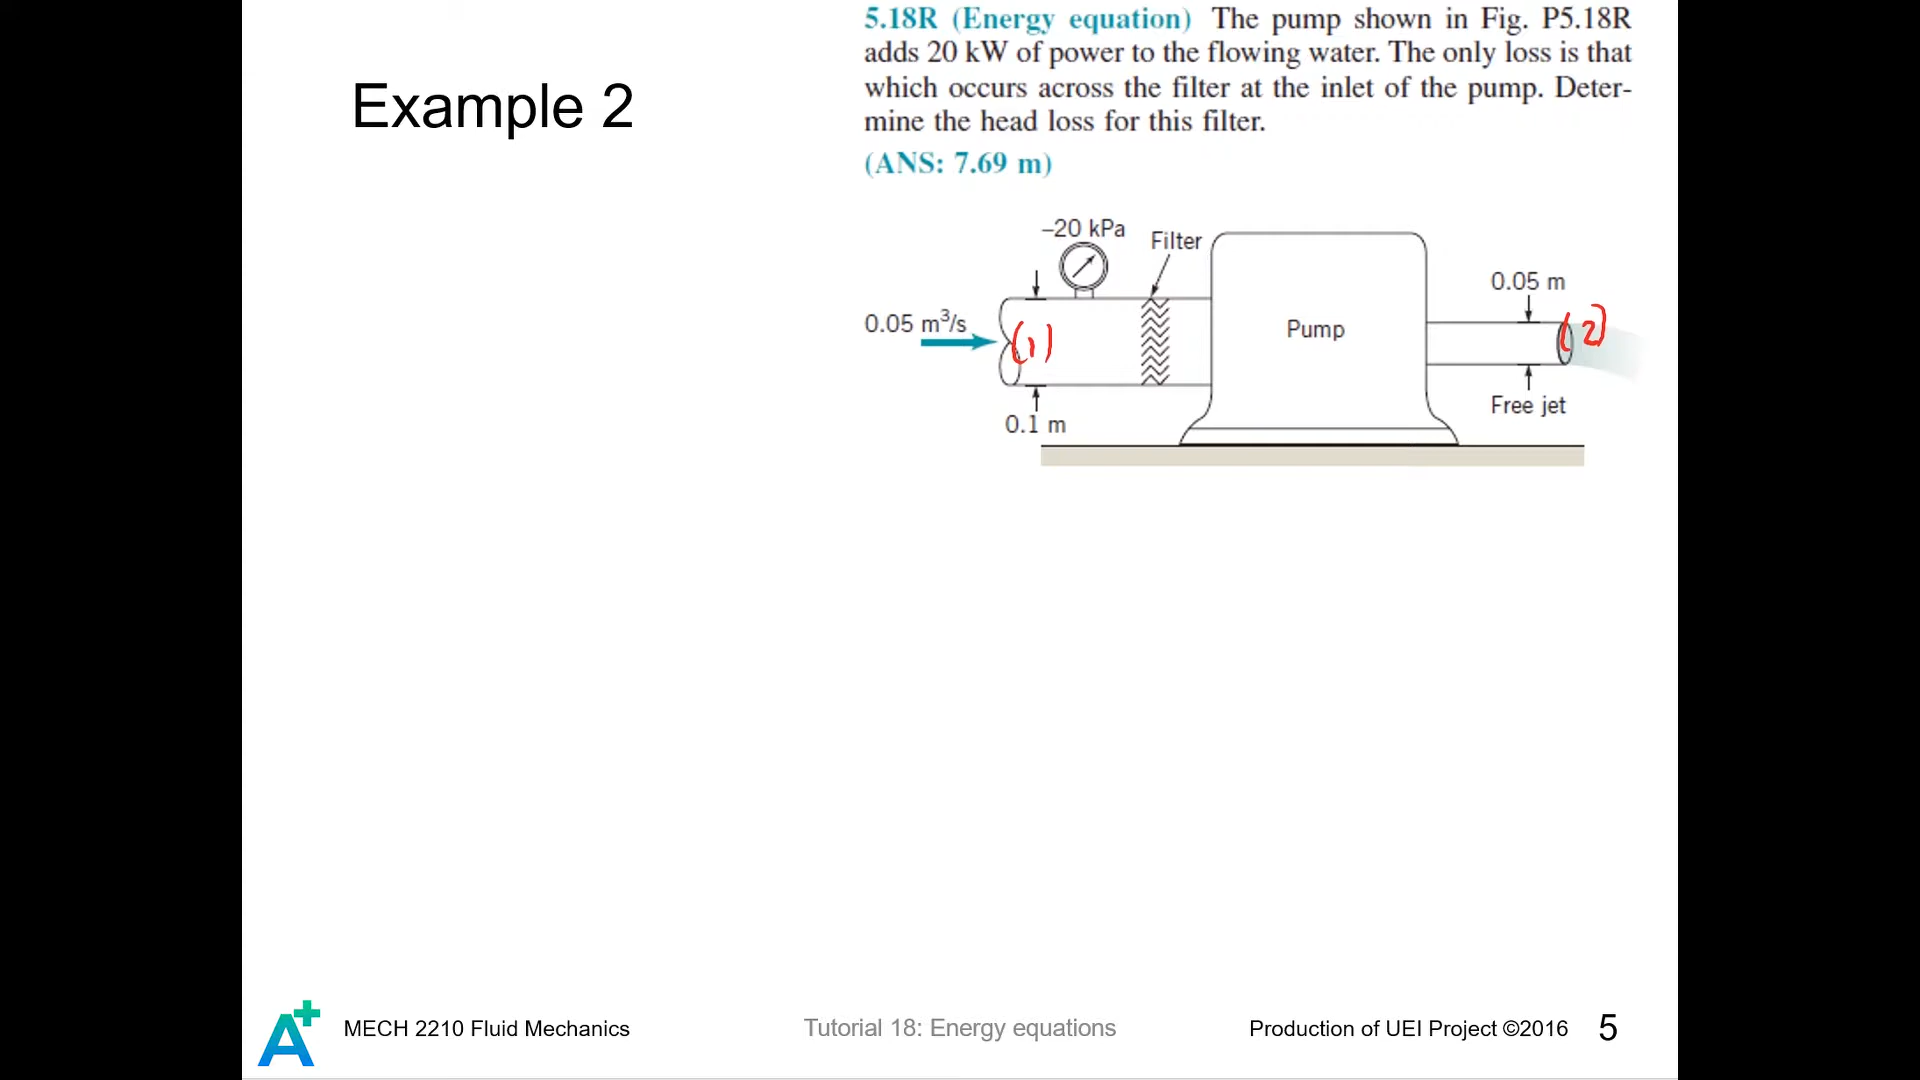 5.18R (Energy equation) The pump shown in Fig. P5.18R
adds 20 kW of power to the flowing water. The only loss is that
which occurs across the filter at the inlet of the pump. Deter-
mine the head loss for this filter.
(ANS: 7.69 m)
Example 2
–20 kPa
Filter
0.05 m
0.05 m³/s
(1)
Pump
(2)
Free jet
0.1 m
A+
MECH 2210 Fluid Mechanics
Tutorial 18: Energy equations
Production of UEI Project ©2016
5